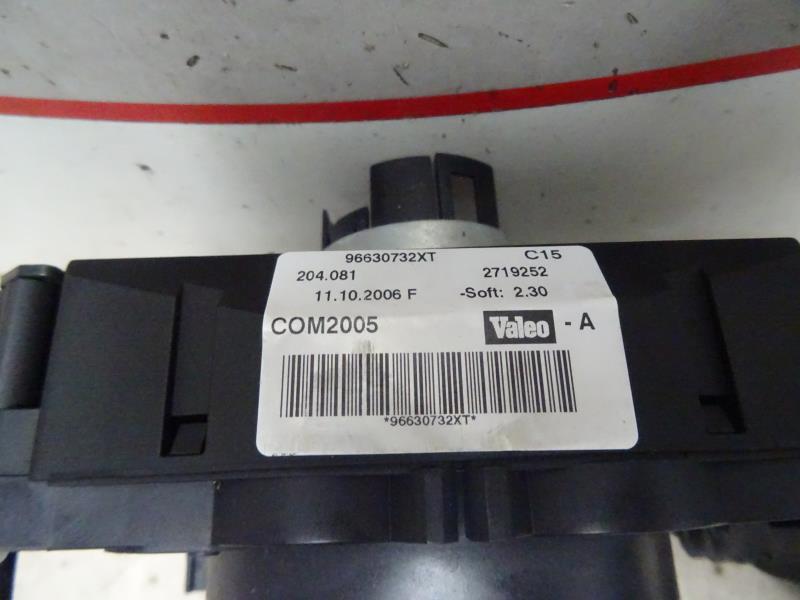 96630732XT C15
204.081 2719252
11.10.2006 F -Soft: 2.30
COM2005 Valeo - A
*96630732XT*